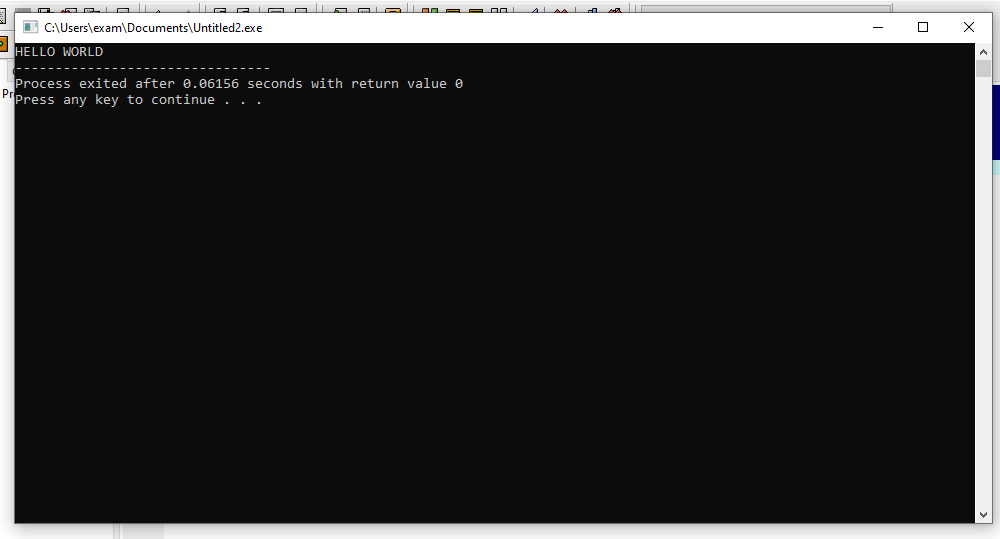 C:\Users\exam\Documents\Untitled2.exe
HELLO WORLD
--------------------------------
Process exited after 0.06156 seconds with return value 0
Press any key to continue . . .